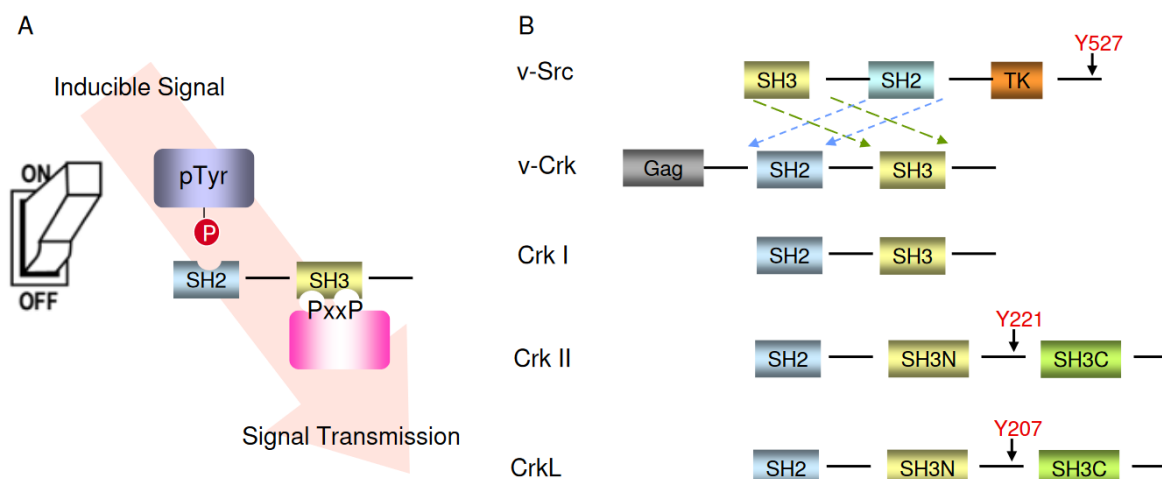 A
Inducible Signal
ON
OFF
pTyr
P
SH2
SH3
PxxP
Signal Transmission
B
Y527
v-Src
SH3
SH2
TK
v-Crk
Gag
SH2
SH3
Crk I
SH2
SH3
Y221
Crk II
SH2
SH3N
SH3C
Y207
CrkL
SH2
SH3N
SH3C